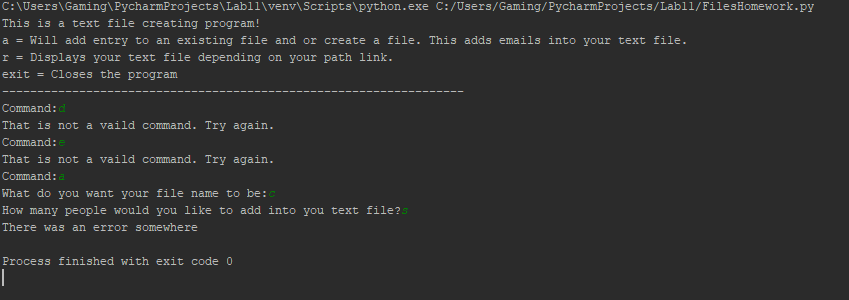 C:\Users\Gaming\PycharmProjects\Lab11\venv\Scripts\python.exe C:/Users/Gaming/PycharmProjects/Lab11/FilesHomework.py
This is a text file creating program!
a = Will add entry to an existing file and or create a file. This adds emails into your text file.
r = Displays your text file depending on your path link.
exit = Closes the program
------------------------------------------------------------------
Command:d
That is not a vaild command. Try again.
Command:e
That is not a vaild command. Try again.
Command:a
What do you want your file name to be:c
How many people would you like to add into you text file?s
There was an error somewhere
Process finished with exit code 0